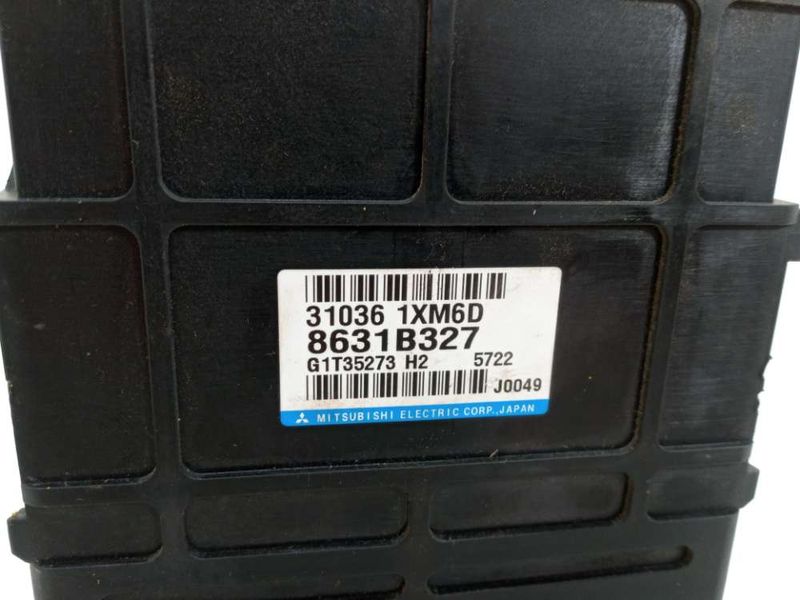 31036 1XM6D
8631B327
G1T35273 H2 5722
J0049
MITSUBISHI ELECTRIC CORP.,JAPAN